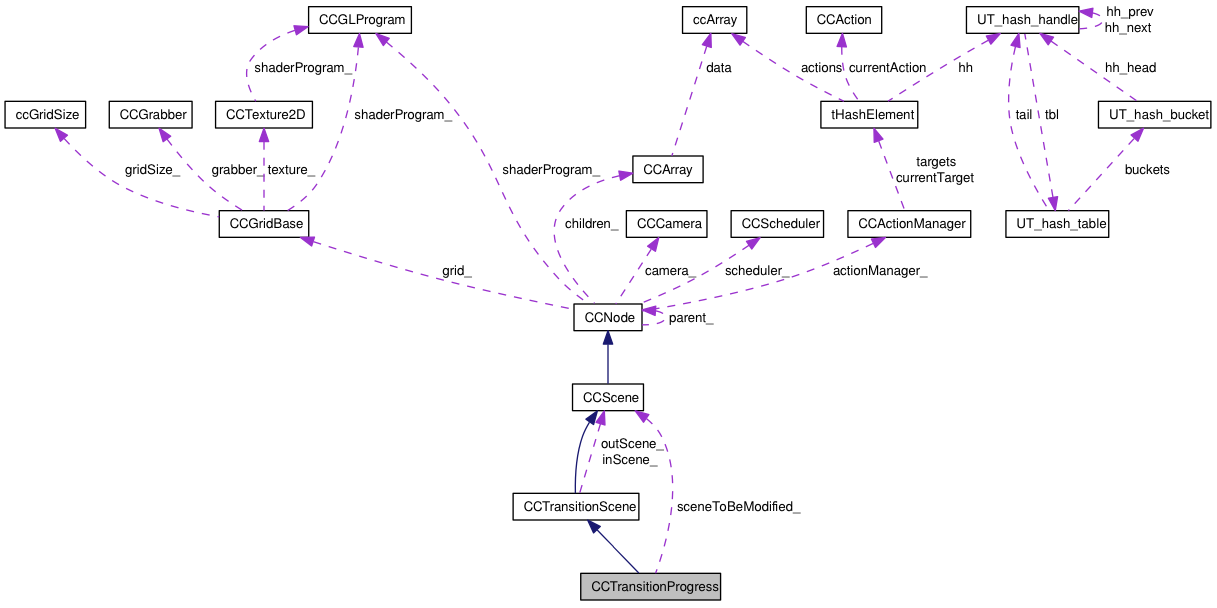 CCGLProgram
ccArray
CCAction
UT_hash_handle
hh_prev
hh_next
shaderProgram_
data
actions
currentAction
hh
hh_head
ccGridSize
CCGrabber
CCTexture2D
shaderProgram_
tHashElement
tail
tbl
UT_hash_bucket
gridSize_
grabber_
texture_
shaderProgram_
CCArray
targets
currentTarget
buckets
CCGridBase
children_
CCCamera
CCScheduler
CCActionManager
UT_hash_table
grid_
camera_
scheduler_
actionManager_
CCNode
parent_
CCScene
outScene_
inScene_
CCTransitionScene
sceneToBeModified_
CCTransitionProgress